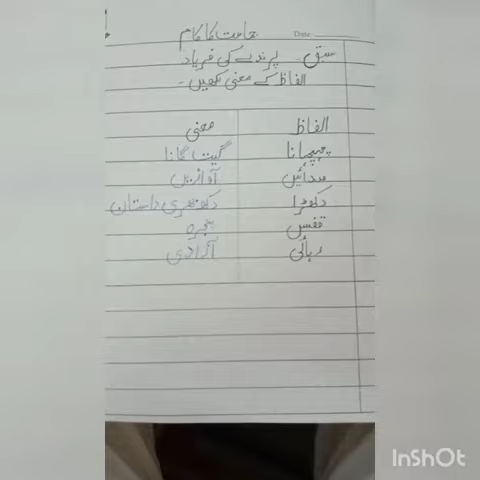 جماعت کا کام Date
سبق۔ پرندے کی فریاد
الفاظ کے معنی لکھیں۔
الفاظ معنی
چہچہانا گیت گانا
صدائیں آوازیں
دکھڑا دکھ بھری داستان
قفس پنجرہ
رہائی آزادی
InShOt